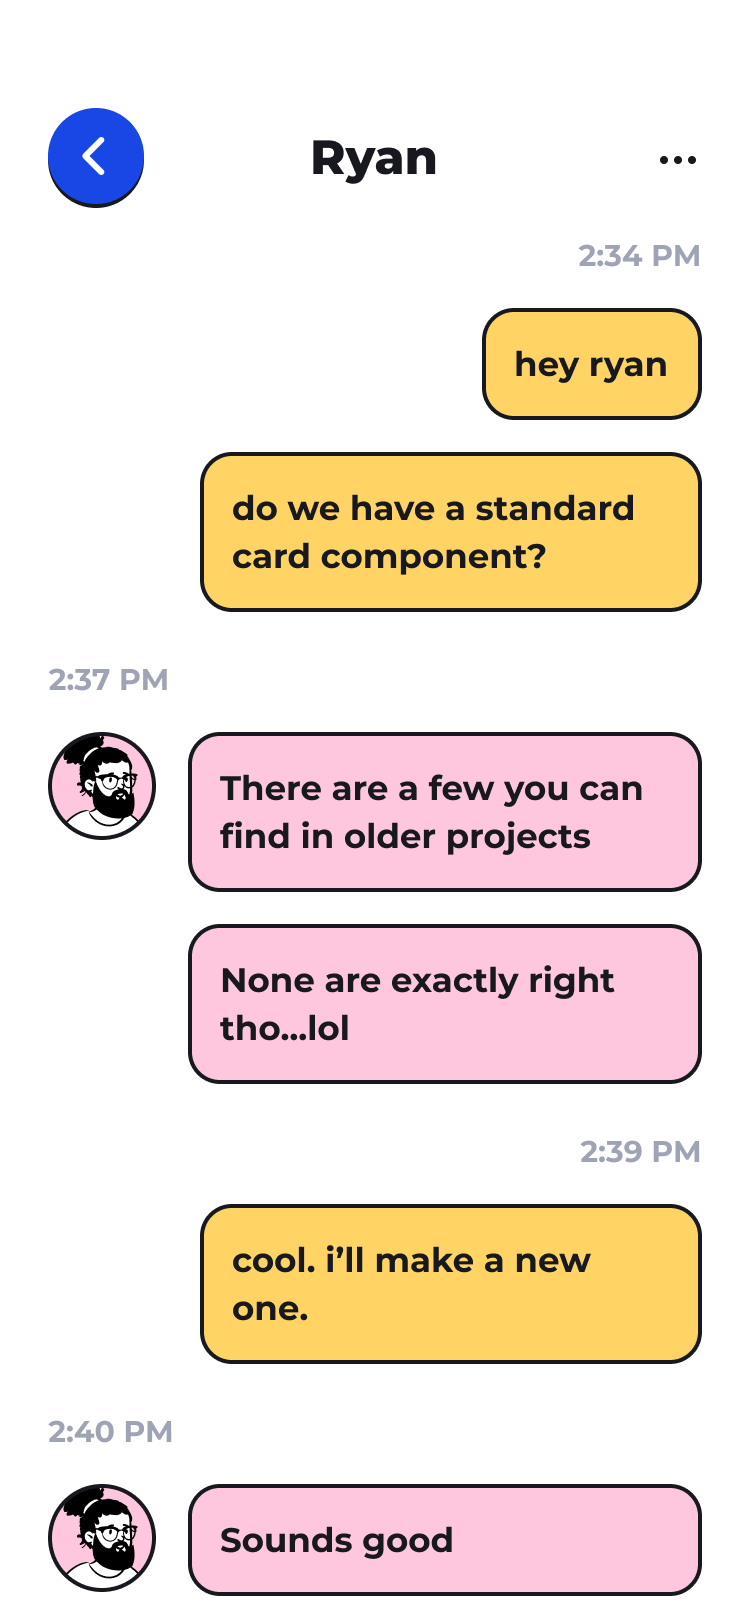 Ryan
2:34 PM
hey ryan
do we have a standard
card component?
2:37 PM
There are a few you can
find in older projects
None are exactly right
tho...lol
2:39 PM
cool. i’ll make a new
one.
2:40 PM
Sounds good